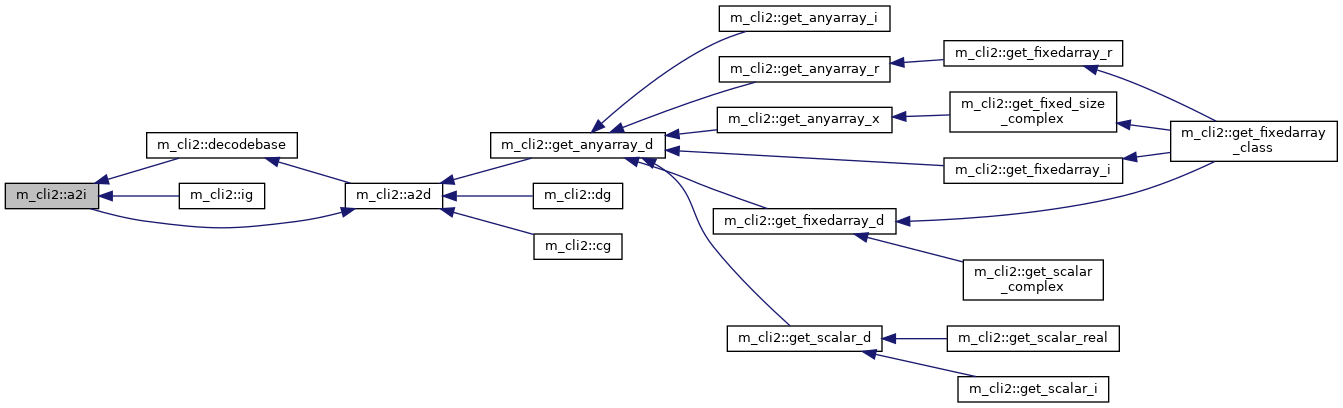 m_cli2::get_anyarray_i
m_cli2::get_fixedarray_r
m_cli2::get_anyarray_r
m_cli2::get_fixed_size
_complex
m_cli2::get_anyarray_x
m_cli2::get_fixedarray
_class
m_cli2::decodebase
m_cli2::get_anyarray_d
m_cli2::get_fixedarray_i
m_cli2::a2i
m_cli2::ig
m_cli2::a2d
m_cli2::dg
m_cli2::get_fixedarray_d
m_cli2::cg
m_cli2::get_scalar
_complex
m_cli2::get_scalar_d
m_cli2::get_scalar_real
m_cli2::get_scalar_i